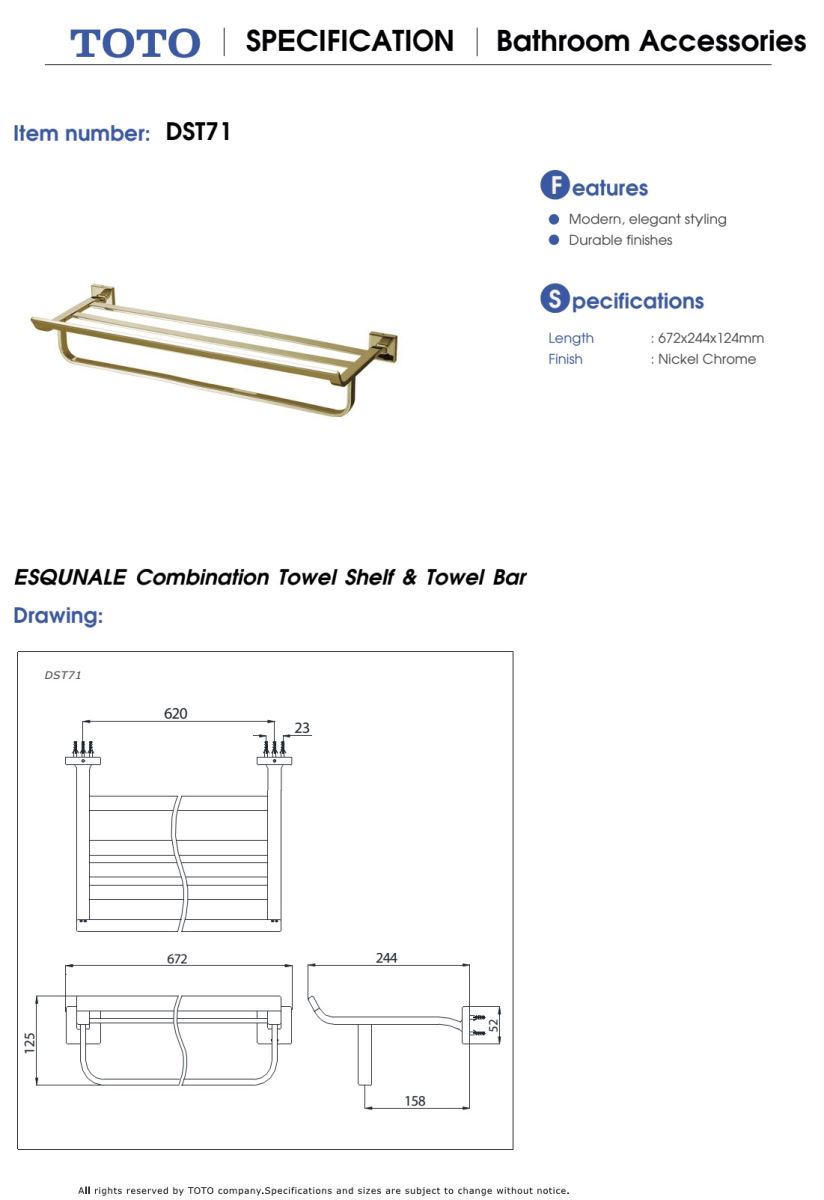 TOTO | SPECIFICATION | Bathroom Accessories
Item number: DST71
Features
Modern, elegant styling
Durable finishes
Specifications
Length : 672x244x124mm
Finish : Nickel Chrome
ESQUNALE Combination Towel Shelf & Towel Bar
Drawing:
DST71
620
23
672
244
125
52
158
All rights reserved by TOTO company.Specifications and sizes are subject to change without notice.